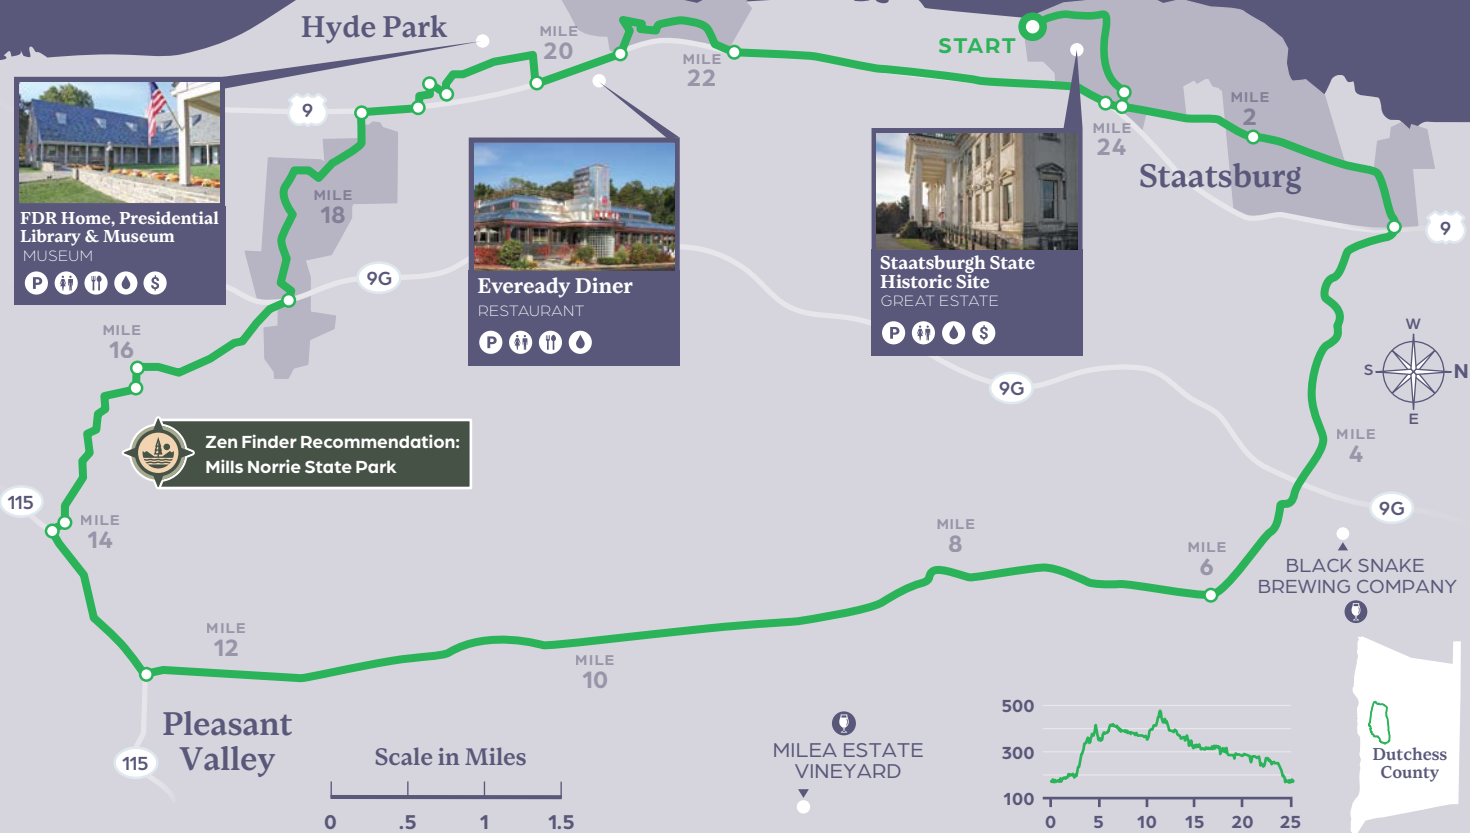 Hyde Park
MILE
20
MILE
22
START
9
MILE
18
MILE
24
MILE
2
Staatsburg
9
FDR Home, Presidential
Library & Museum
MUSEUM
P
$
9G
Eveready Diner
RESTAURANT
P
Staatsburgh State
Historic Site
GREAT ESTATE
P
$
MILE
16
9G
W
S
N
E
Zen Finder Recommendation:
Mills Norrie State Park
MILE
4
115
MILE
14
9G
MILE
8
MILE
6
BLACK SNAKE
BREWING COMPANY
MILE
12
MILE
10
Pleasant
Valley
115
Scale in Miles
0 .5 1 1.5
MILEA ESTATE
VINEYARD
500
300
100
0 5 10 15 20 25
Dutchess
County